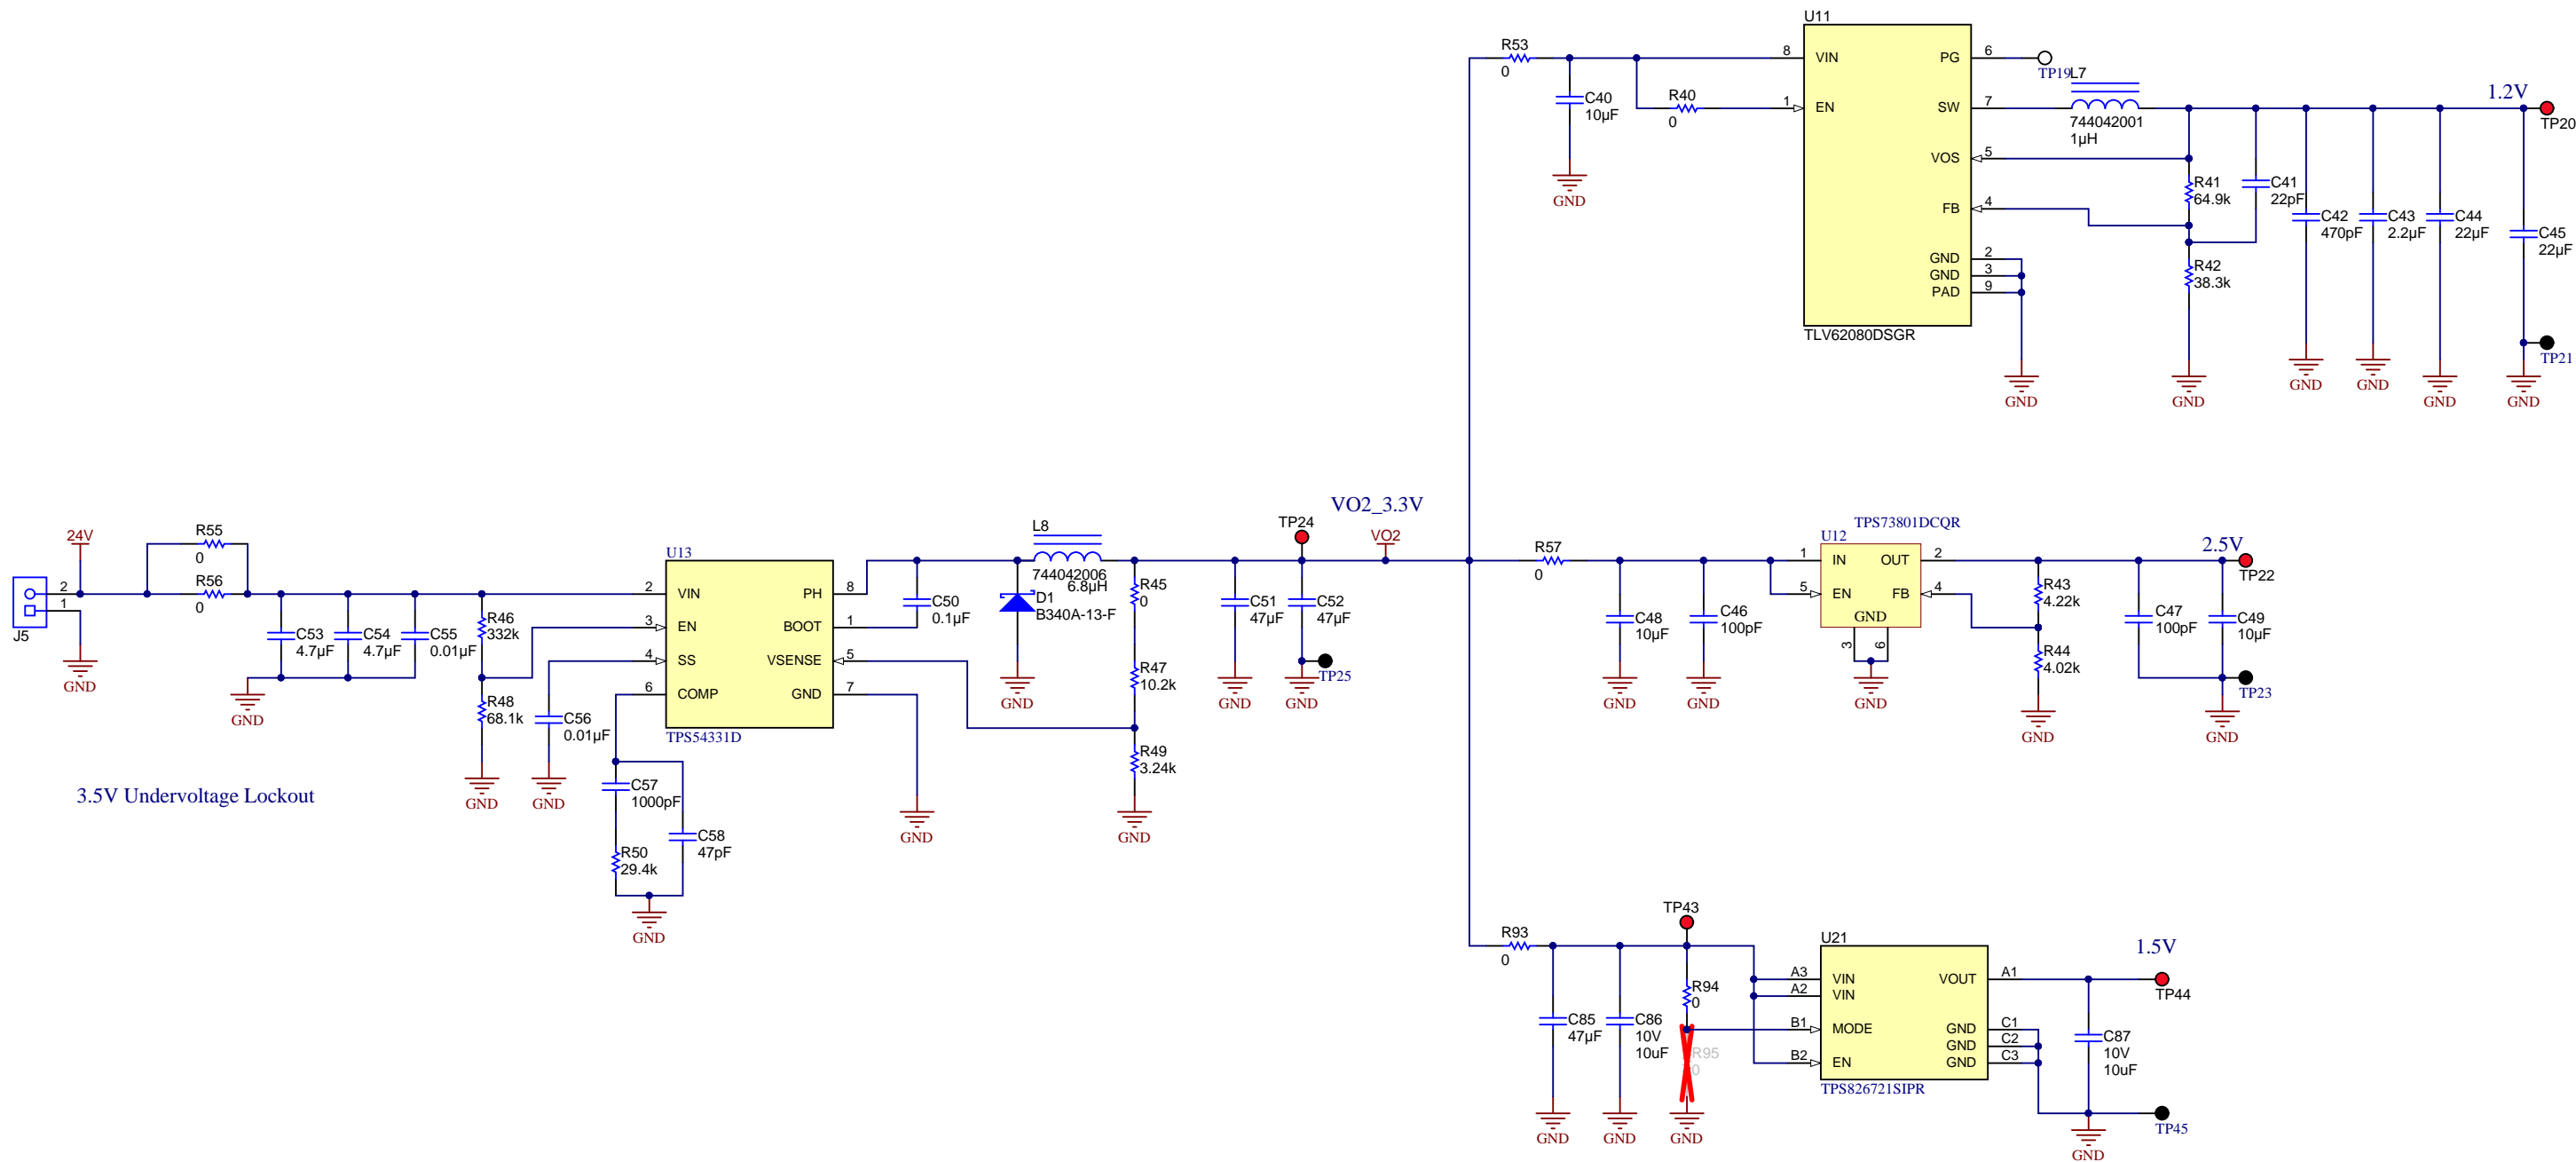 U11
R53
0
C40
10µF
GND
R40
0
8
VIN
1
EN
PG
6
TP19
SW
7
L7
744042001
1µH
VOS
5
FB
4
GND
2
GND
3
PAD
9
TLV62080DSGR
GND
R41
64.9k
R42
38.3k
GND
C41
22pF
C42
470pF
GND
C43
2.2µF
GND
C44
22µF
GND
1.2V
TP20
C45
22µF
TP21
GND
24V
2
1
J5
GND
R55
0
R56
0
C53
4.7µF
C54
4.7µF
C55
0.01µF
GND
R46
332k
R48
68.1k
GND
C56
0.01µF
GND
3.5V Undervoltage Lockout
U13
2
VIN
3
EN
4
SS
6
COMP
PH
8
BOOT
1
VSENSE
5
GND
7
TPS54331D
C57
1000pF
C58
47pF
R50
29.4k
GND
C50
0.1µF
GND
D1
B340A-13-F
GND
L8
744042006
6.8µH
R45
0
R47
10.2k
R49
3.24k
GND
C51
47µF
GND
TP24
C52
47µF
TP25
GND
VO2_3.3V
VO2
R57
0
C48
10µF
GND
C46
100pF
GND
TPS73801DCQR
U12
1
IN
5
EN
OUT
2
FB
4
GND
3
6
GND
R43
4.22k
R44
4.02k
GND
C47
100pF
2.5V
TP22
C49
10µF
TP23
GND
R93
0
C85
47µF
GND
C86
10V
10uF
GND
TP43
R94
0
R95
0
GND
U21
A3
VIN
A2
VIN
B1
MODE
B2
EN
VOUT
A1
GND
C1
GND
C2
GND
C3
TPS826721SIPR
1.5V
TP44
C87
10V
10uF
TP45
GND